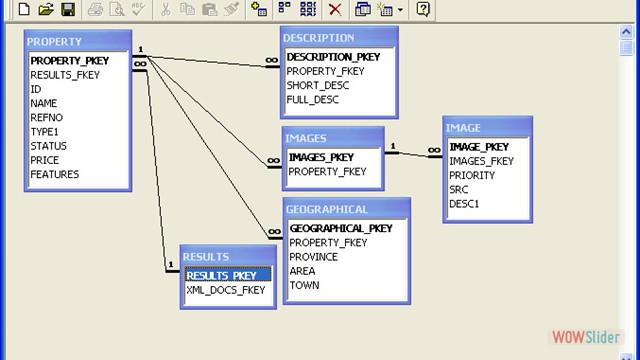 PROPERTY
PROPERTY_PKEY
RESULTS_FKEY
ID
NAME
REFNO
TYPE1
STATUS
PRICE
FEATURES
1
∞
∞
DESCRIPTION
DESCRIPTION_PKEY
PROPERTY_FKEY
SHORT_DESC
FULL_DESC
∞
IMAGES
IMAGES_PKEY
PROPERTY_FKEY
1
∞
IMAGE
IMAGE_PKEY
IMAGES_FKEY
PRIORITY
SRC
DESC1
∞
GEOGRAPHICAL
GEOGRAPHICAL_PKEY
PROPERTY_FKEY
PROVINCE
AREA
TOWN
1
RESULTS
RESULTS_PKEY
XML_DOCS_FKEY
WOWSlider